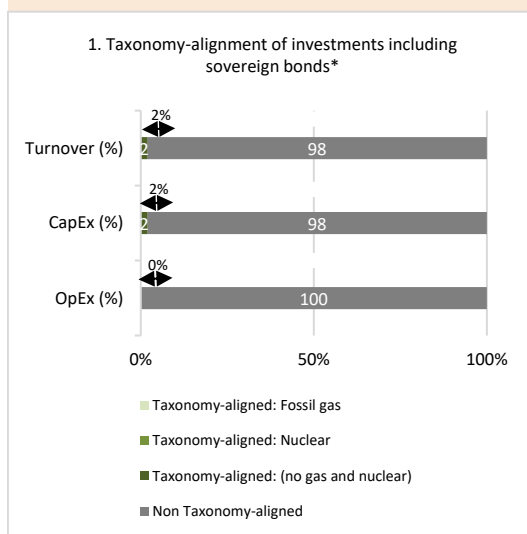 1. Taxonomy-alignment of investments including
sovereign bonds*
2%
Turnover (%)
2
98
2%
CapEx (%)
2
98
0%
OpEx (%)
100
0%
50%
100%
Taxonomy-aligned: Fossil gas
Taxonomy-aligned: Nuclear
Taxonomy-aligned: (no gas and nuclear)
Non Taxonomy-aligned